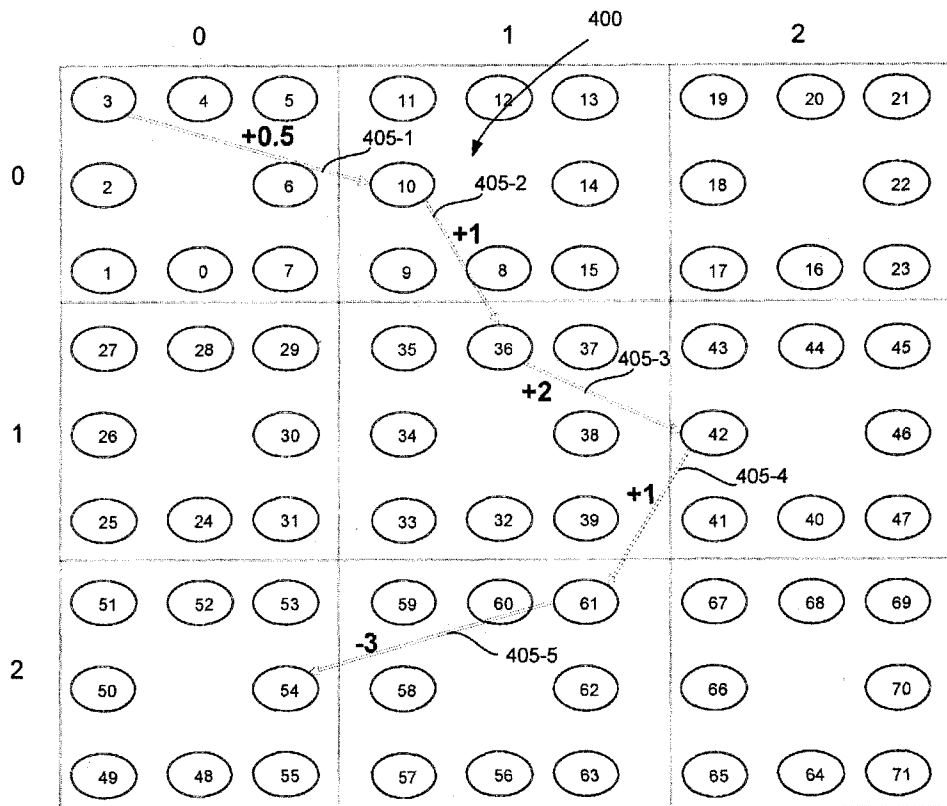 0 1 400 2
3 4 5 11 12 13 19 20 21
+0.5 405-1
0 2 6 10 405-2 14 18 22
+1
1 0 7 9 8 15 17 16 23
27 28 29 35 36 37 405-3 43 44 45
+2
1 26 30 34 38 42 46
+1 405-4
25 24 31 33 32 39 41 40 47
51 52 53 59 60 61 67 68 69
-3 405-5
2 50 54 58 62 66 70
49 48 55 57 56 63 65 64 71